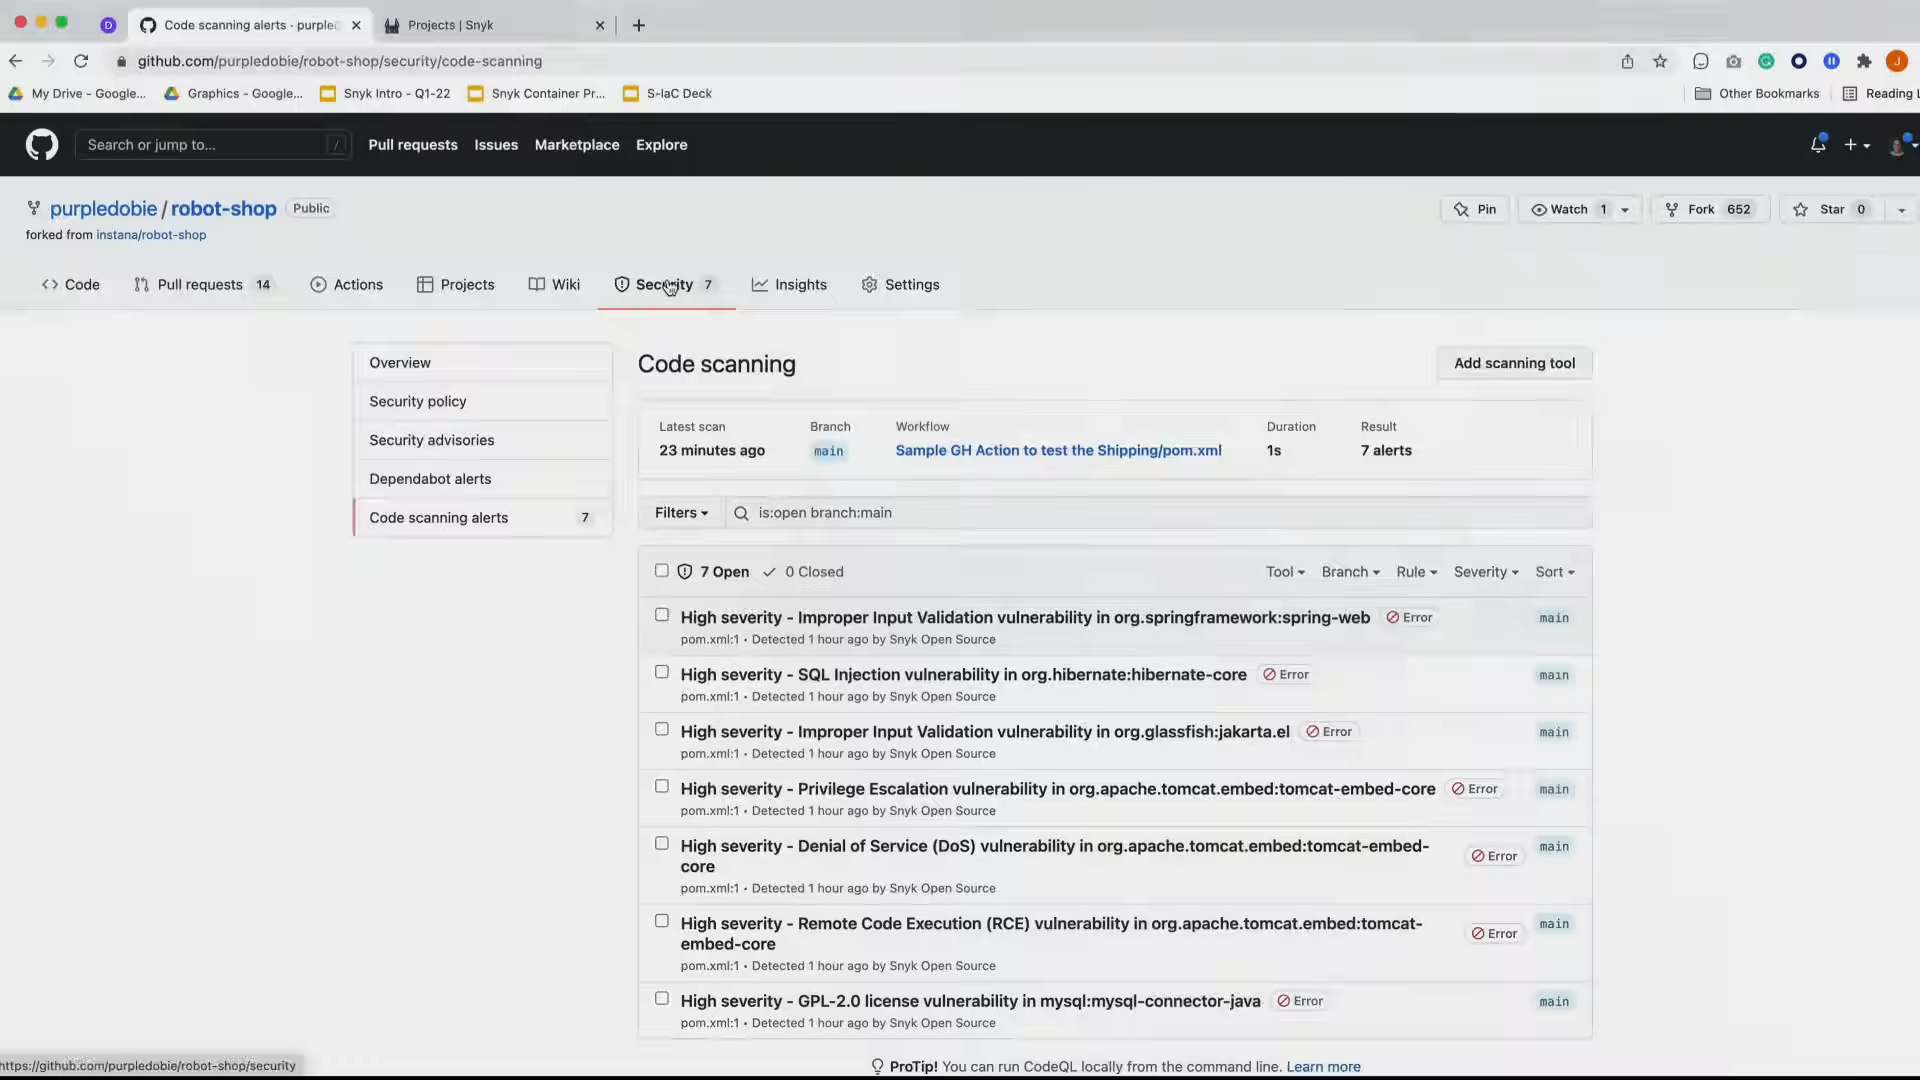 D
Code scanning alerts · purpled
Projects | Snyk
github.com/purpledobie/robot-shop/security/code-scanning
J
My Drive - Google...
Graphics - Google...
Snyk Intro - Q1-22
Snyk Container Pr...
S-IaC Deck
Other Bookmarks
Reading L
Search or jump to...
/
Pull requests
Issues
Marketplace
Explore
purpledobie / robot-shop
Public
Pin
Watch 1
Fork 652
Star 0
forked from instana/robot-shop
Code
Pull requests 14
Actions
Projects
Wiki
Security 7
Insights
Settings
Overview
Security policy
Security advisories
Dependabot alerts
Code scanning alerts 7
Code scanning
Add scanning tool
Latest scan
Branch
Workflow
Duration
Result
23 minutes ago
main
Sample GH Action to test the Shipping/pom.xml
1s
7 alerts
Filters
is:open branch:main
7 Open
0 Closed
Tool
Branch
Rule
Severity
Sort
High severity - Improper Input Validation vulnerability in org.springframework:spring-web Error main
pom.xml:1 • Detected 1 hour ago by Snyk Open Source
High severity - SQL Injection vulnerability in org.hibernate:hibernate-core Error main
pom.xml:1 • Detected 1 hour ago by Snyk Open Source
High severity - Improper Input Validation vulnerability in org.glassfish:jakarta.el Error main
pom.xml:1 • Detected 1 hour ago by Snyk Open Source
High severity - Privilege Escalation vulnerability in org.apache.tomcat.embed:tomcat-embed-core Error main
pom.xml:1 • Detected 1 hour ago by Snyk Open Source
High severity - Denial of Service (DoS) vulnerability in org.apache.tomcat.embed:tomcat-embed-
core
Error main
pom.xml:1 • Detected 1 hour ago by Snyk Open Source
High severity - Remote Code Execution (RCE) vulnerability in org.apache.tomcat.embed:tomcat-
embed-core
Error main
pom.xml:1 • Detected 1 hour ago by Snyk Open Source
High severity - GPL-2.0 license vulnerability in mysql:mysql-connector-java Error main
pom.xml:1 • Detected 1 hour ago by Snyk Open Source
ProTip! You can run CodeQL locally from the command line. Learn more
https://github.com/purpledobie/robot-shop/security